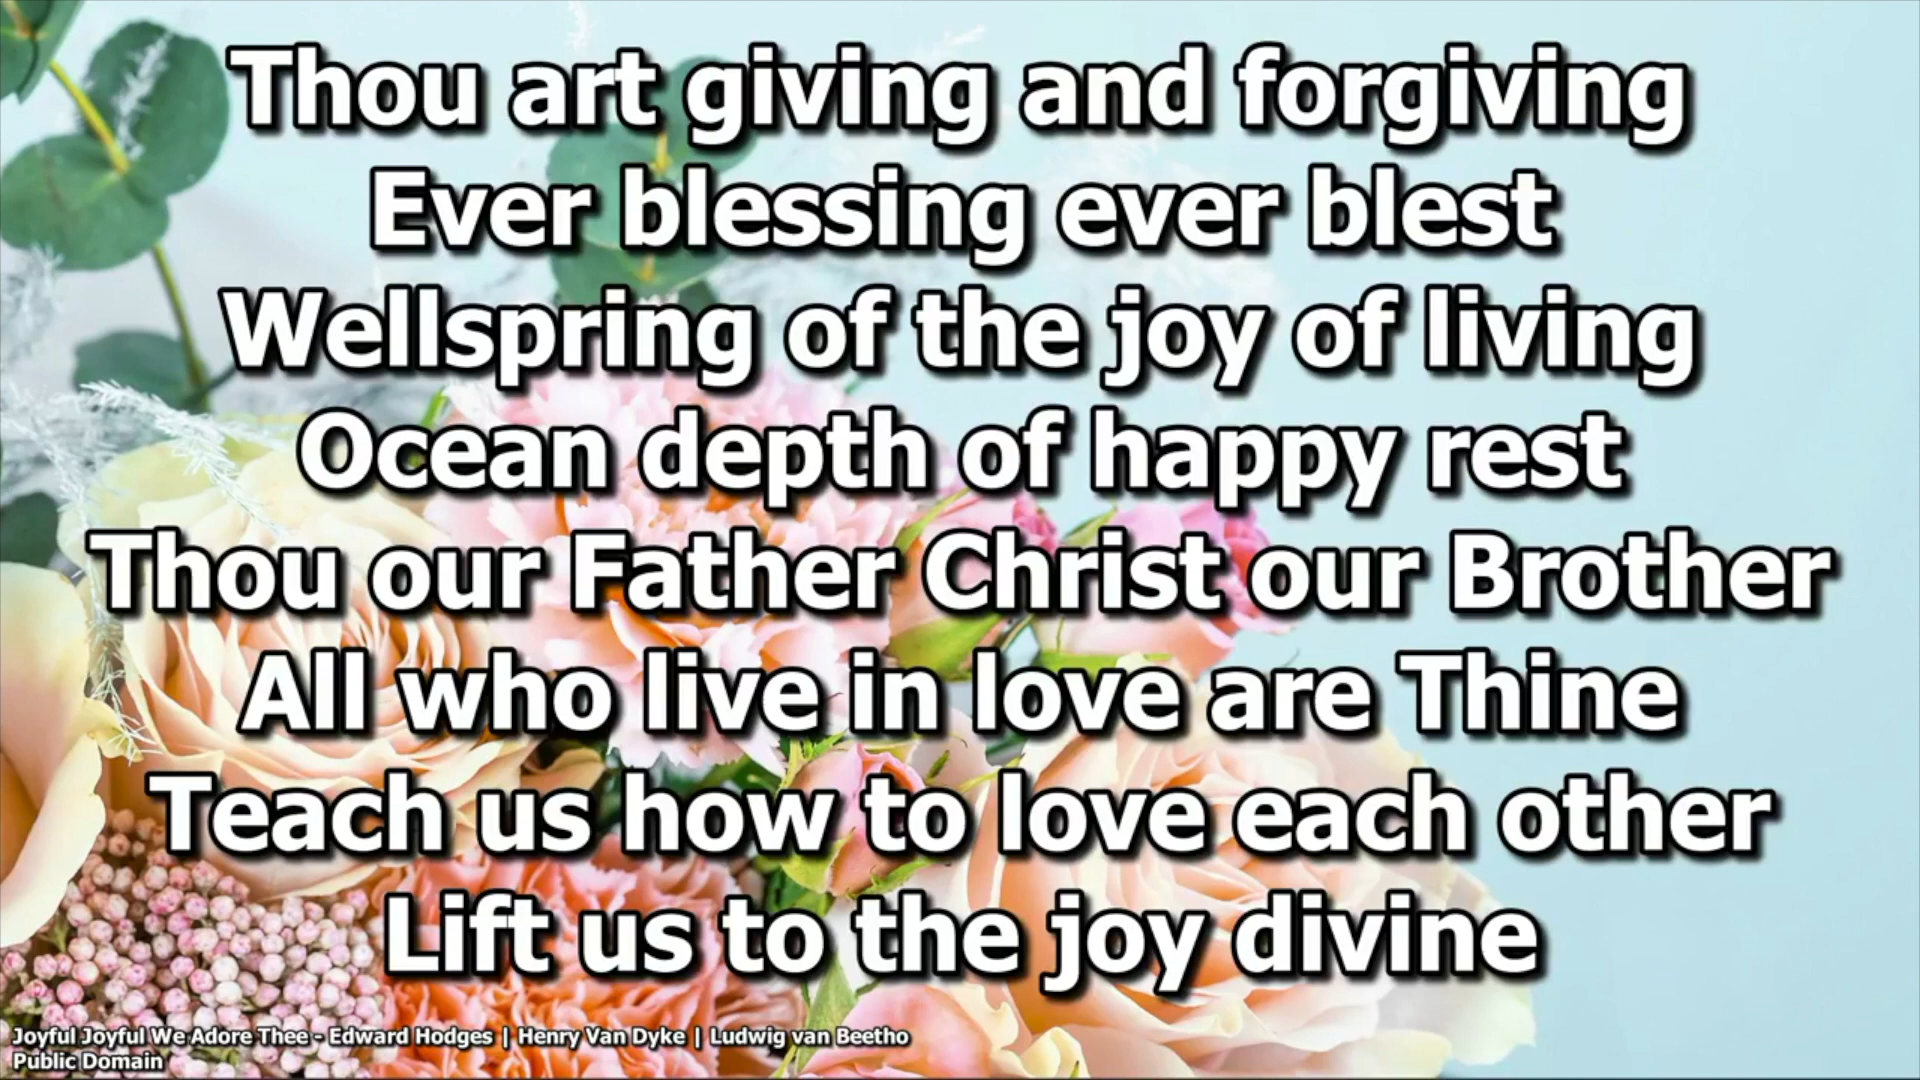 Thou art giving and forgiving
Ever blessing ever blest
Wellspring of the joy of living
Ocean depth of happy rest
Thou our Father Christ our Brother
All who live in love are Thine
Teach us how to love each other
Lift us to the joy divine
Joyful Joyful We Adore Thee - Edward Hodges | Henry Van Dyke | Ludwig van Beetho
Public Domain